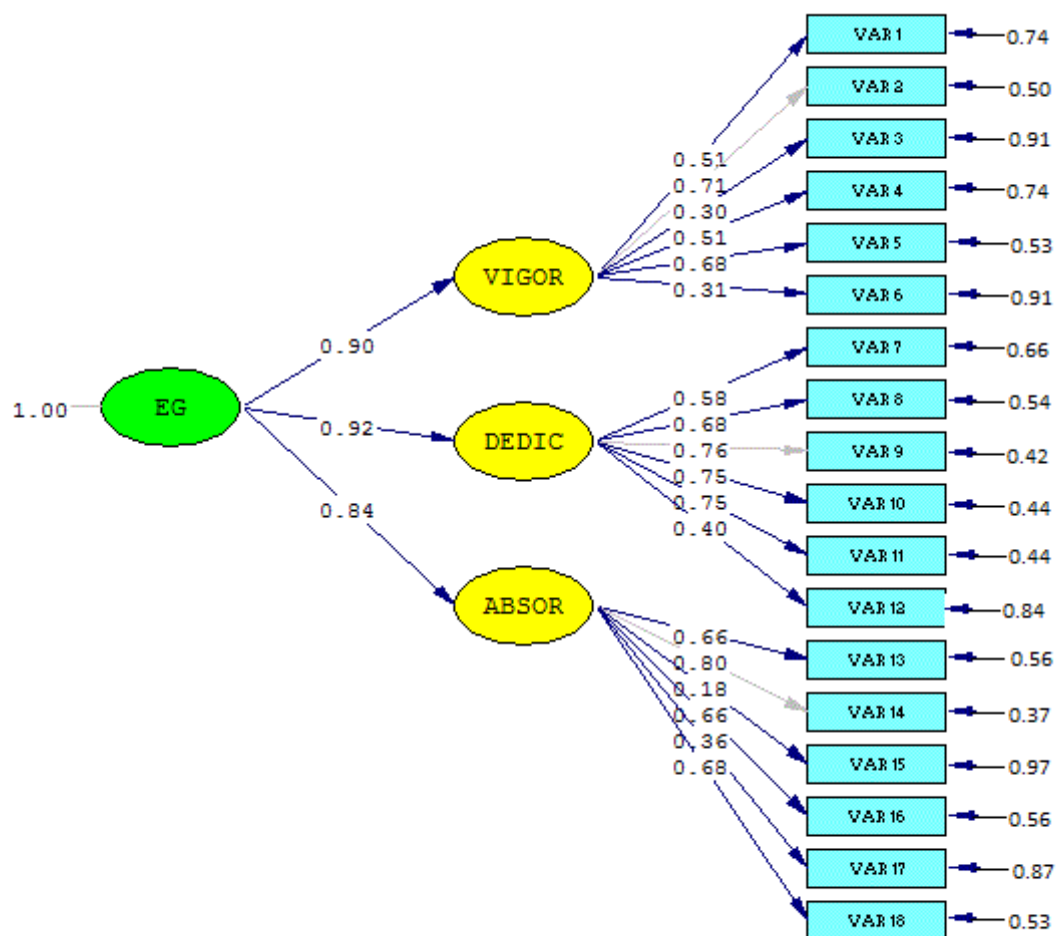 VAR 1
0.74
VAR 2
0.50
VAR 3
0.91
VAR 4
0.74
VAR 5
0.53
VAR 6
0.91
VAR 7
0.66
VAR 8
0.54
VAR 9
0.42
VAR 10
0.44
VAR 11
0.44
VAR 12
0.84
VAR 13
0.56
VAR 14
0.37
VAR 15
0.97
VAR 16
0.56
VAR 17
0.87
VAR 18
0.53
0.51
0.71
0.30
0.51
0.68
0.31
VIGOR
0.90
0.58
0.68
0.76
0.75
0.75
0.40
1.00
EG
0.92
DEDIC
0.84
ABSOR
0.66
0.80
0.18
0.66
0.36
0.68